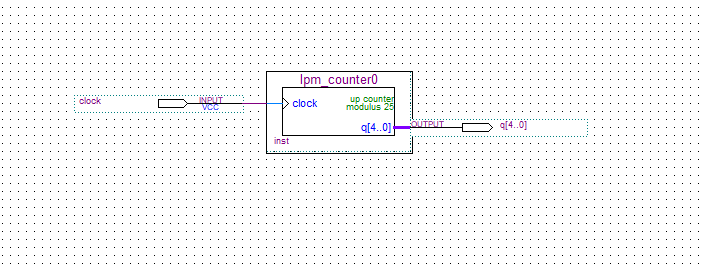 lpm_counter0
clock
INPUT
VCC
clock
up counter
modulus 25
q[4..0]
OUTPUT
q[4..0]
inst